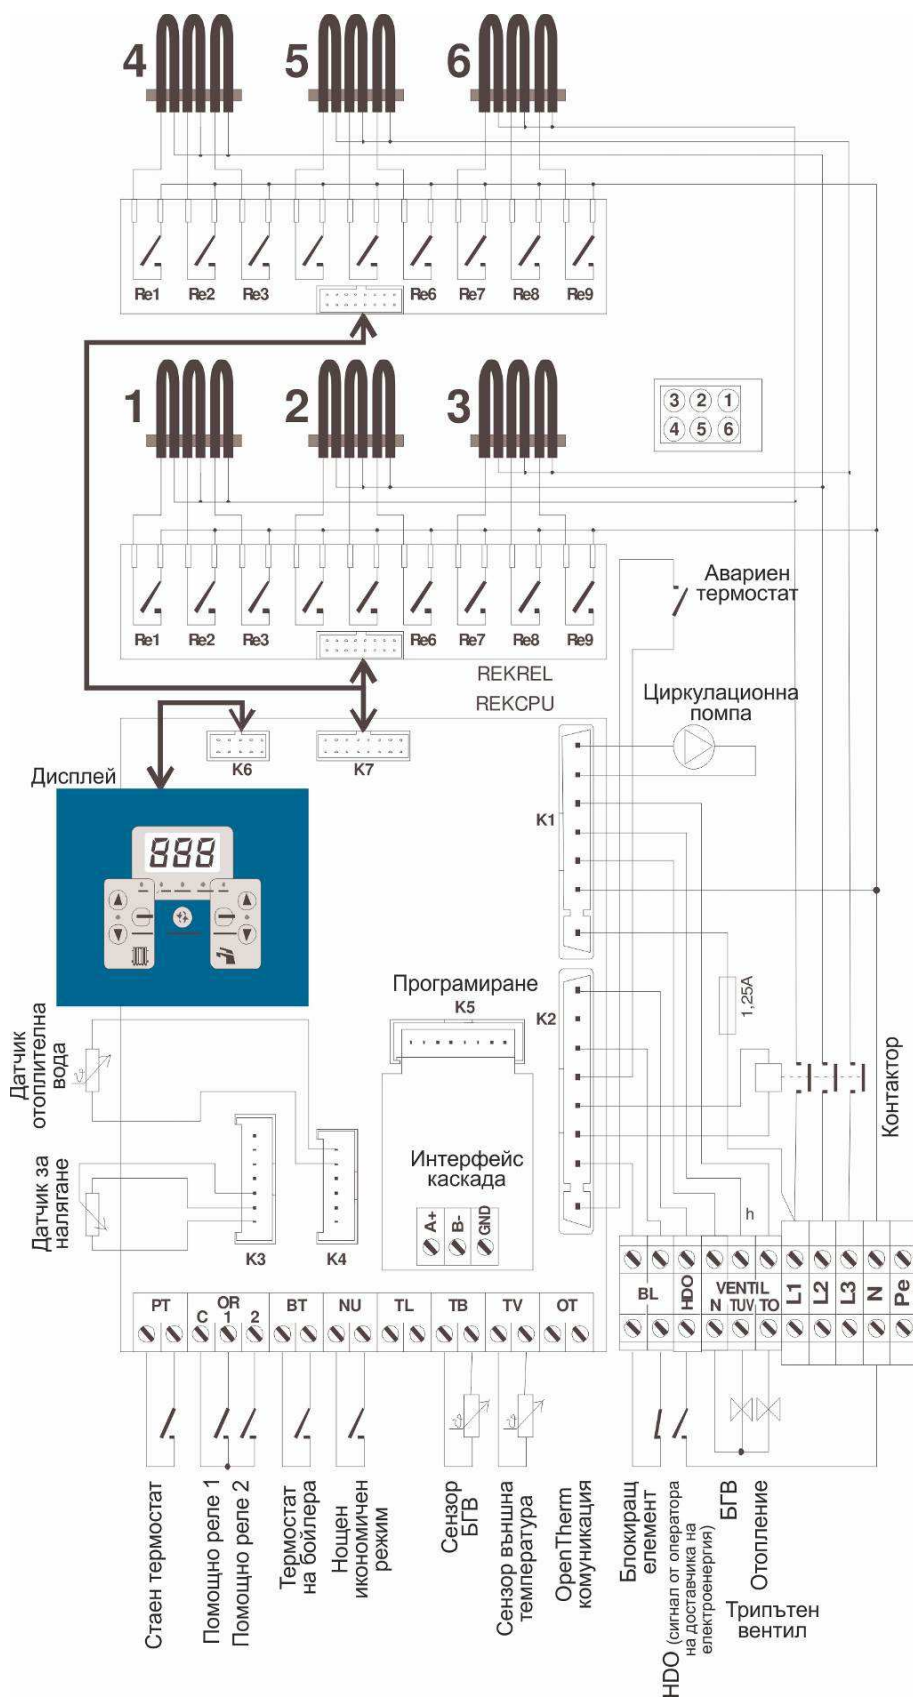 4 5 6
Re1 Re2 Re3 Re6 Re7 Re8 Re9
1 2 3
3 2 1
4 5 6
Авариен
термостат
Re1 Re2 Re3 Re6 Re7 Re8 Re9
REKREL
REKCPU
Циркулационна
помпа
K6
K7
Дисплей
888
K1
Програмиране
K5
K2
1,25A
Датчик
отоплителна
вода
Контактор
Датчик за
налягане
Интерфейс
каскада
A+ B- GND
K3
K4
h
BL HDO VENTIL
N TUV TO
L1 L2 L3 N Pe
PT OR BT NU TL TB TV OT
C 1 2
Стаен термостат
Помощно реле 1
Помощно реле 2
Термостат
на бойлера
Нощен
икономичен
режим
Сензор
БГВ
Сензор външна
температура
OpenTherm
комуникация
Блокиращ
елемент
HDO (сигнал от оператора
на доставчика на
електроенергия)
БГВ
Отопление
Трипътен
вентил